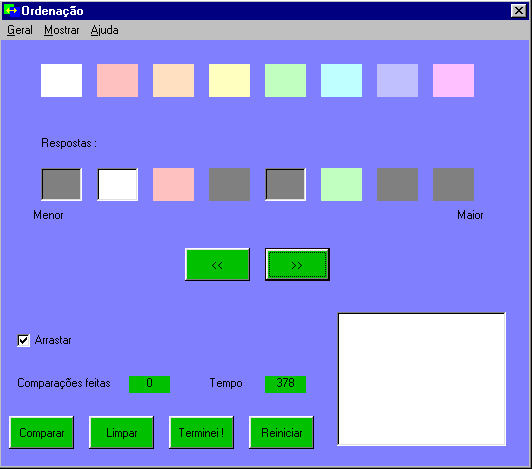 Ordenação
Geral Mostrar Ajuda
Respostas :
Menor Maior
<< >>
Arrastar
Comparações feitas 0 Tempo 378
Comparar Limpar Terminei ! Reiniciar